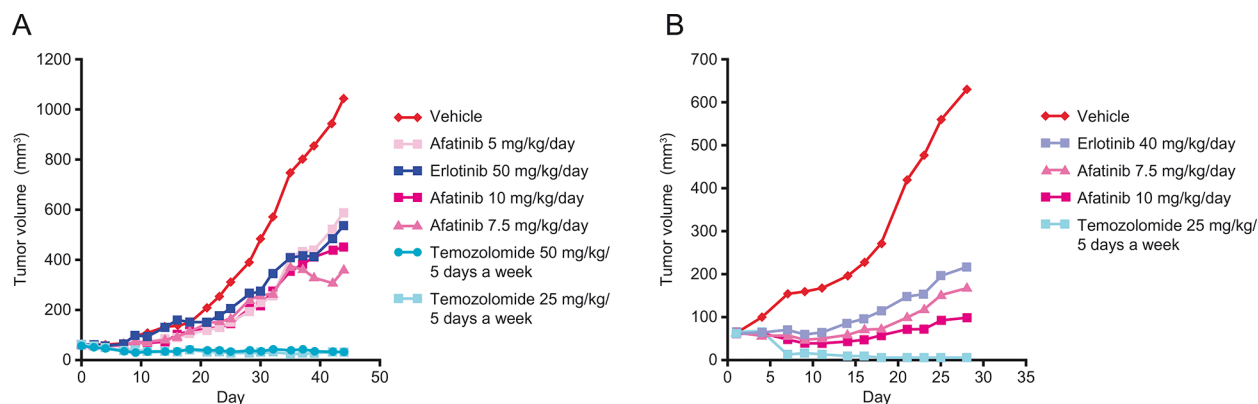 A
Tumor volume (mm³)
1200
1000
800
600
400
200
0
0
10
20
30
40
50
Day
Vehicle
Afatinib 5 mg/kg/day
Erlotinib 50 mg/kg/day
Afatinib 10 mg/kg/day
Afatinib 7.5 mg/kg/day
Temozolomide 50 mg/kg/
5 days a week
Temozolomide 25 mg/kg/
5 days a week
B
Tumor volume (mm³)
700
600
500
400
300
200
100
0
0
5
10
15
20
25
30
35
Day
Vehicle
Erlotinib 40 mg/kg/day
Afatinib 7.5 mg/kg/day
Afatinib 10 mg/kg/day
Temozolomide 25 mg/kg/
5 days a week